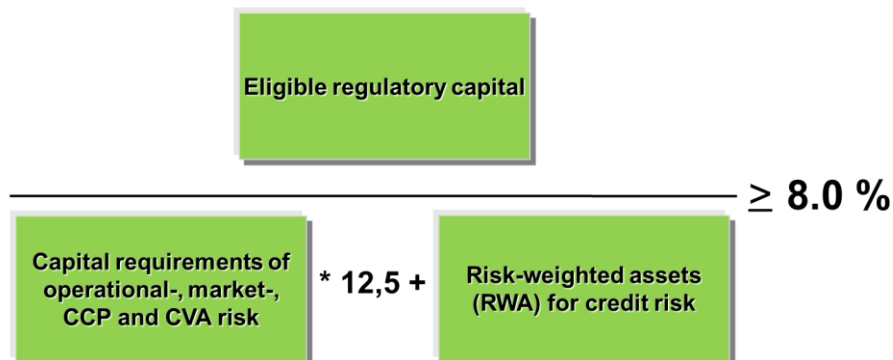 Eligible regulatory capital
≥ 8.0 %
Capital requirements of
operational-, market-,
CCP and CVA risk
* 12,5 +
Risk-weighted assets
(RWA) for credit risk